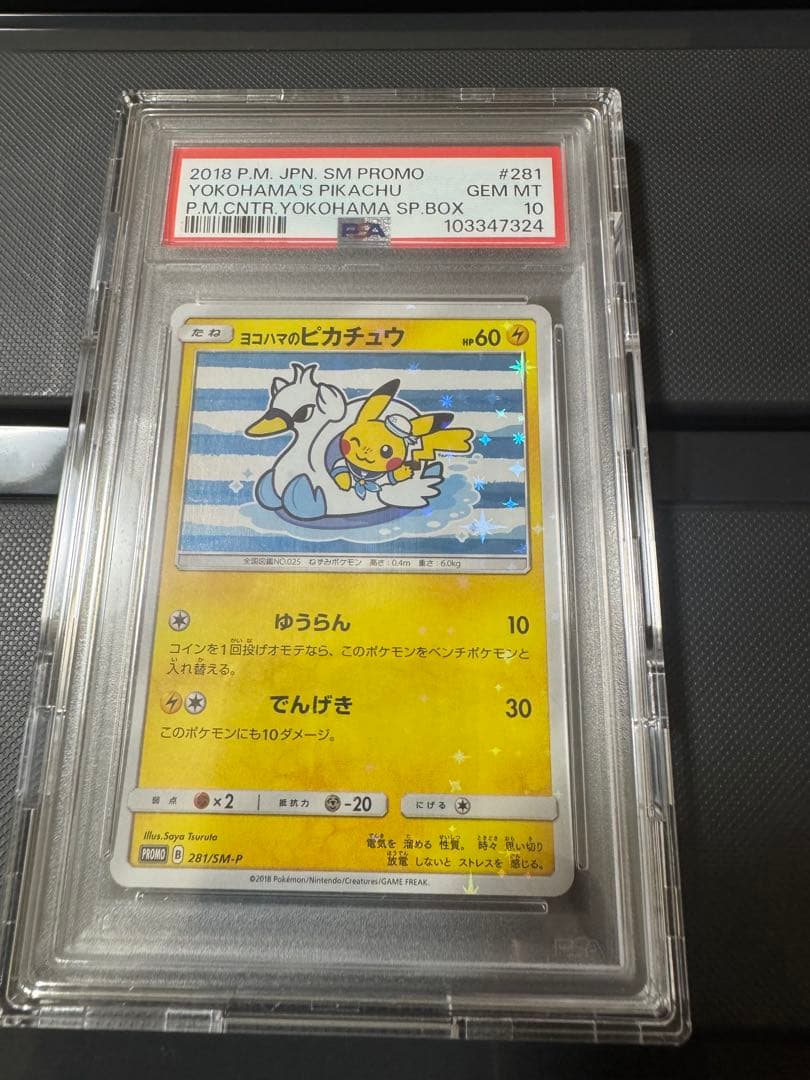 2018 P.M. JPN. SM PROMO #281
YOKOHAMA'S PIKACHU GEM MT
P.M.CNTR.YOKOHAMA SP.BOX 10
PSA 103347324
たね ヨコハマのピカチュウ HP60
全国図鑑NO.025 ねずみポケモン 高さ:0.4m 重さ:6.0kg
ゆうらん 10
コインを1回投げオモテなら、このポケモンをベンチポケモンと
入れ替える。
でんげき 30
このポケモンにも10ダメージ。
弱点 ×2 抵抗力 -20 にげる
Illus.Saya Tsuruta
電気を 溜める 性質。 時々 思い切り
放電 しないと ストレスを 感じる。
PROMO B 281/SM-P
©2018 Pokémon/Nintendo/Creatures/GAME FREAK.
PSA